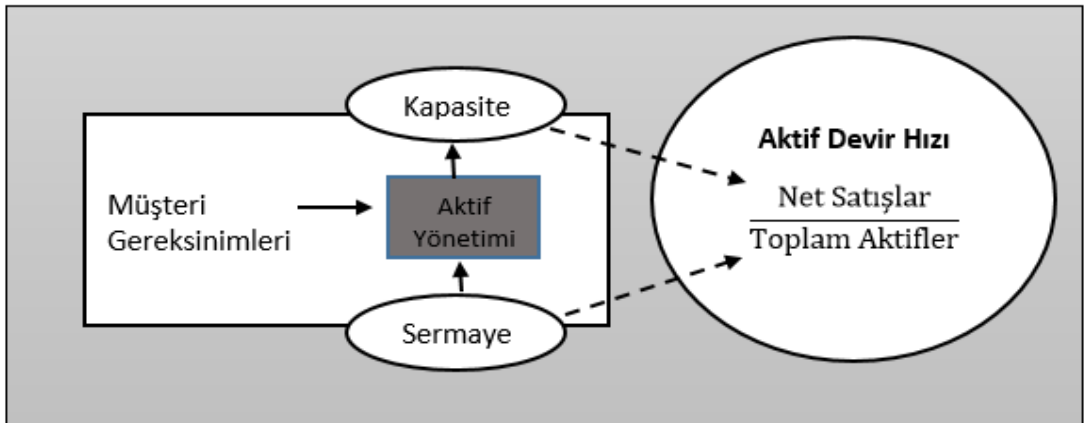 Kapasite
Müşteri
Gereksinimleri
Aktif
Yönetimi
Sermaye
Aktif Devir Hızı
Net Satışlar
Toplam Aktifler